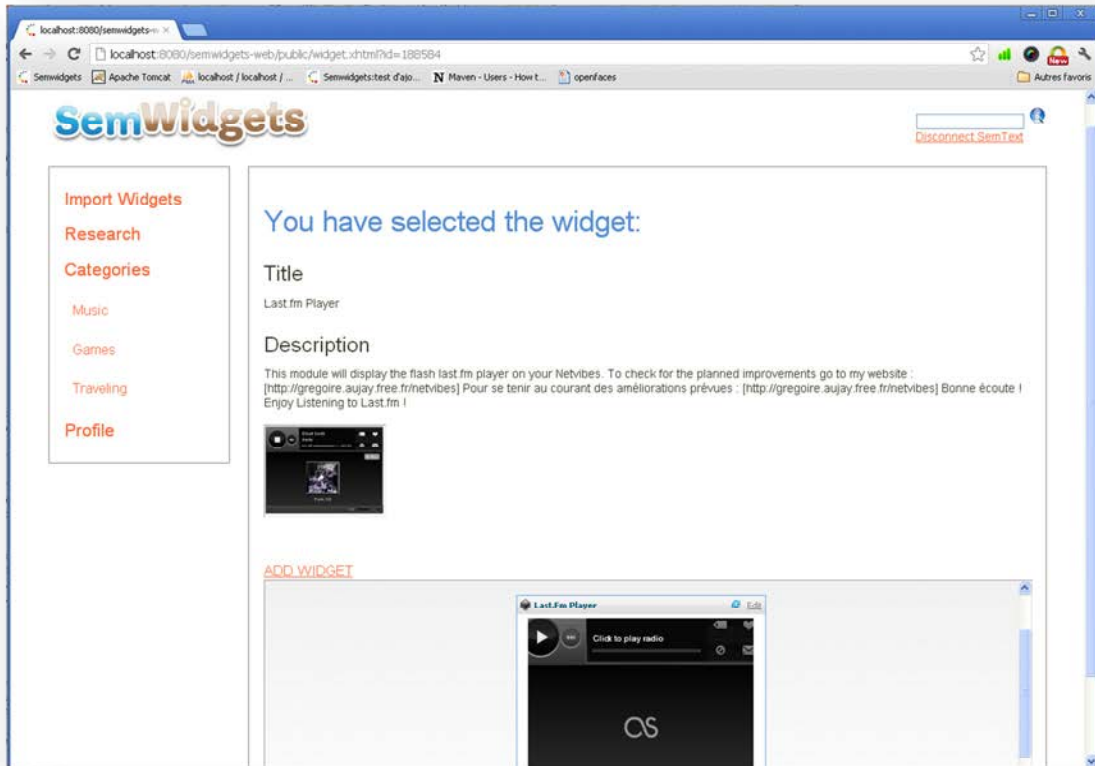 localhost:8080/semwidgets-w
localhost:8080/semwidgets-web/public/widget.xhtml?id=188584
New
Semwidgets
Apache Tomcat
localhost / localhost / ...
Semwidgets:test d'ajo...
N Maven - Users - How t...
openfaces
Autres favoris
SemWidgets
Disconnect SemText
Import Widgets
Research
Categories
Music
Games
Traveling
Profile
You have selected the widget:
Title
Last.fm Player
Description
This module will display the flash last.fm player on your Netvibes. To check for the planned improvements go to my website :
[http://gregoire.aujay.free.fr/netvibes] Pour se tenir au courant des améliorations prévues : [http://gregoire.aujay.free.fr/netvibes] Bonne écoute !
Enjoy Listening to Last.fm !
ADD WIDGET
Last.Fm Player
Edit
Click to play radio